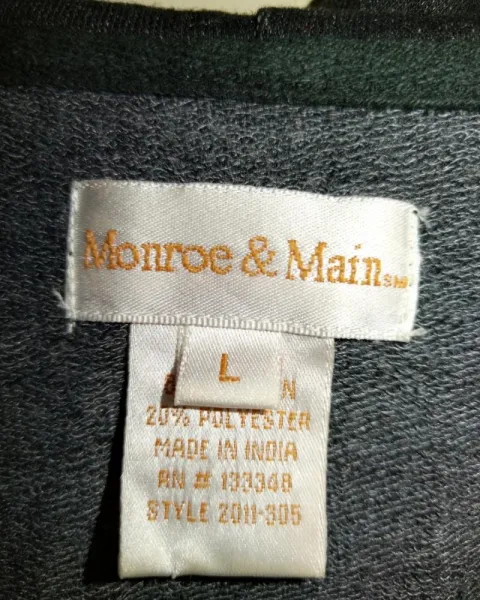 Monroe & Main SM
L
20% POLYESTER
MADE IN INDIA
RN # 133348
STYLE 2011-305